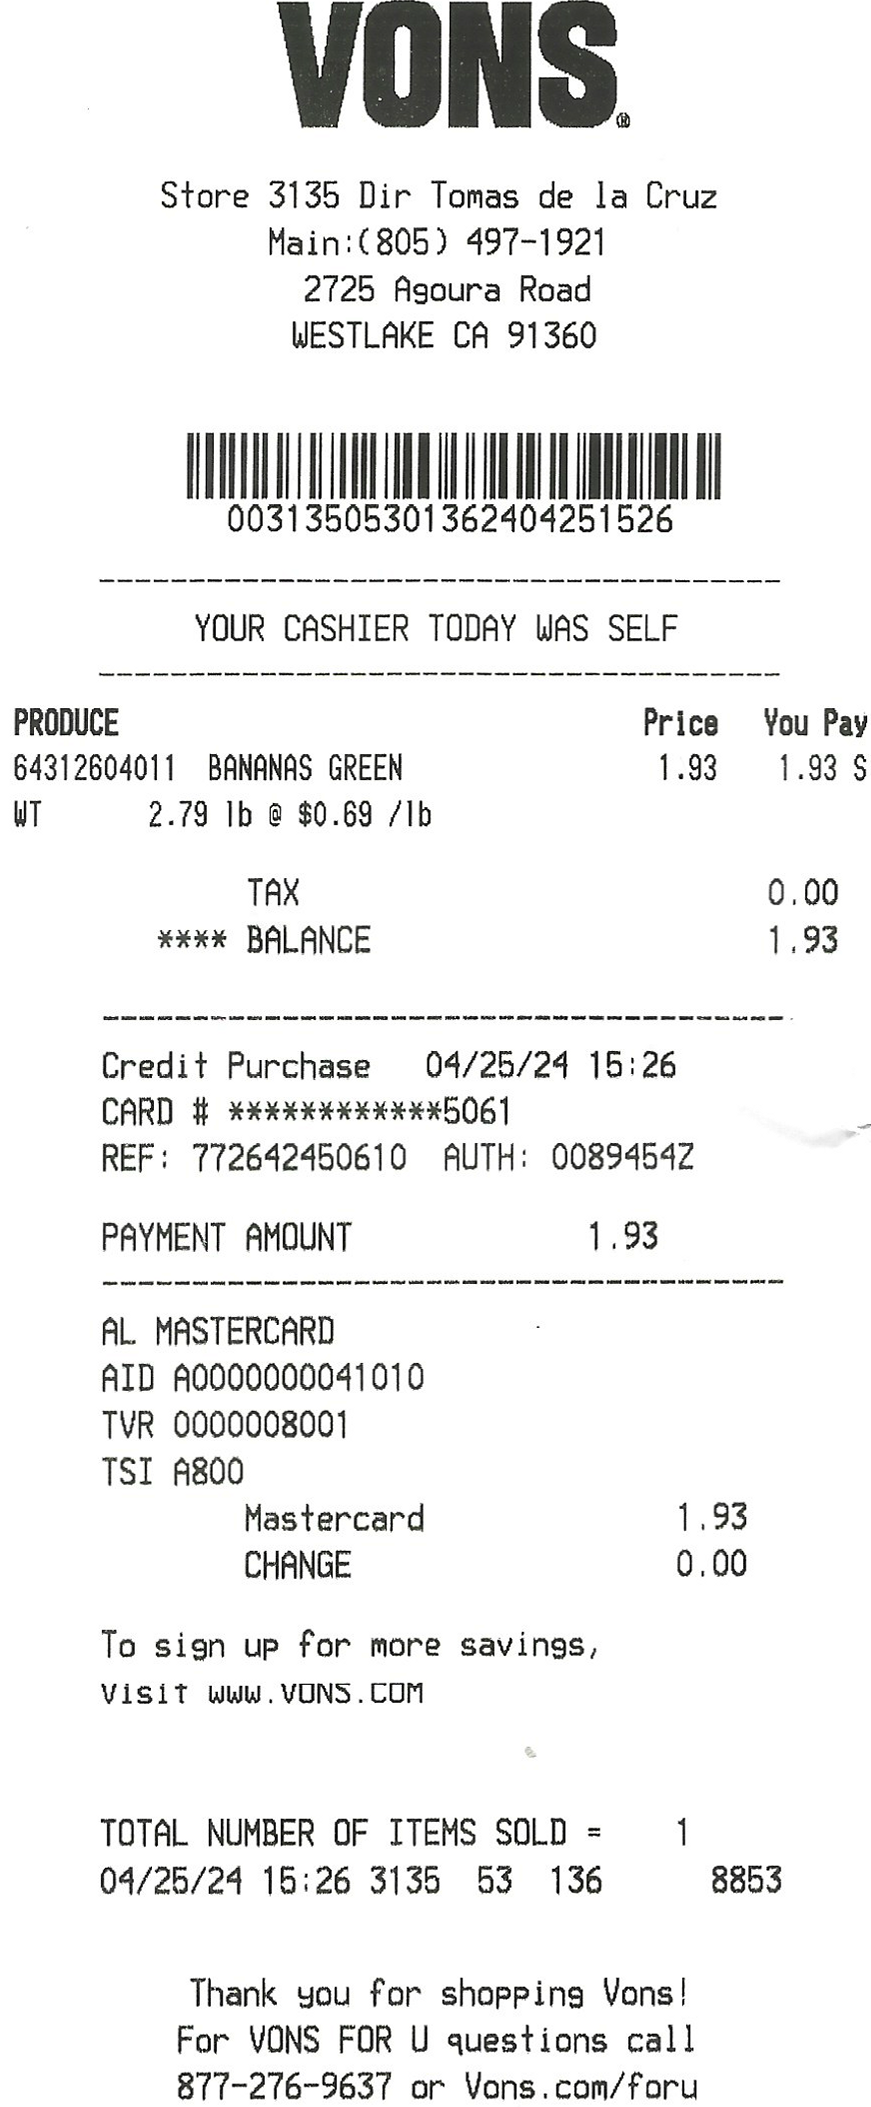 VONS®
Store 3135 Dir Tomas de la Cruz
Main:(805) 497-1921
2725 Agoura Road
WESTLAKE CA 91360
00313505301362404251526
YOUR CASHIER TODAY WAS SELF
PRODUCE Price You Pay
64312604011 BANANAS GREEN 1.93 1.93 S
WT 2.79 lb @ $0.69 /lb
TAX 0.00
**** BALANCE 1.93
Credit Purchase 04/25/24 15:26
CARD # ************5061
REF: 772642450610 AUTH: 0089454Z
PAYMENT AMOUNT 1.93
AL MASTERCARD
AID A0000000041010
TVR 0000008001
TSI A800
Mastercard 1.93
CHANGE 0.00
To sign up for more savings,
Visit www.VONS.COM
TOTAL NUMBER OF ITEMS SOLD = 1
04/25/24 15:26 3135 53 136 8853
Thank you for shopping Vons!
For VONS FOR U questions call
877-276-9637 or Vons.com/foru